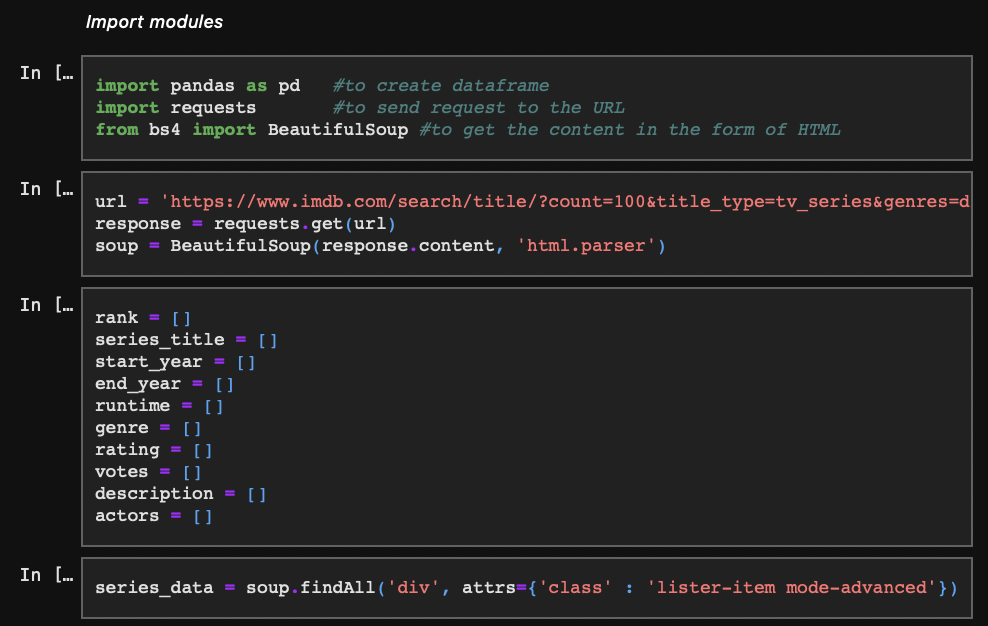 Import modules
In […
import pandas as pd   #to create dataframe
import requests       #to send request to the URL
from bs4 import BeautifulSoup #to get the content in the form of HTML
In […
url = 'https://www.imdb.com/search/title/?count=100&title_type=tv_series&genres=d
response = requests.get(url)
soup = BeautifulSoup(response.content, 'html.parser')
In […
rank = []
series_title = []
start_year = []
end_year = []
runtime = []
genre = []
rating = []
votes = []
description = []
actors = []
In […
series_data = soup.findAll('div', attrs={'class' : 'lister-item mode-advanced'})